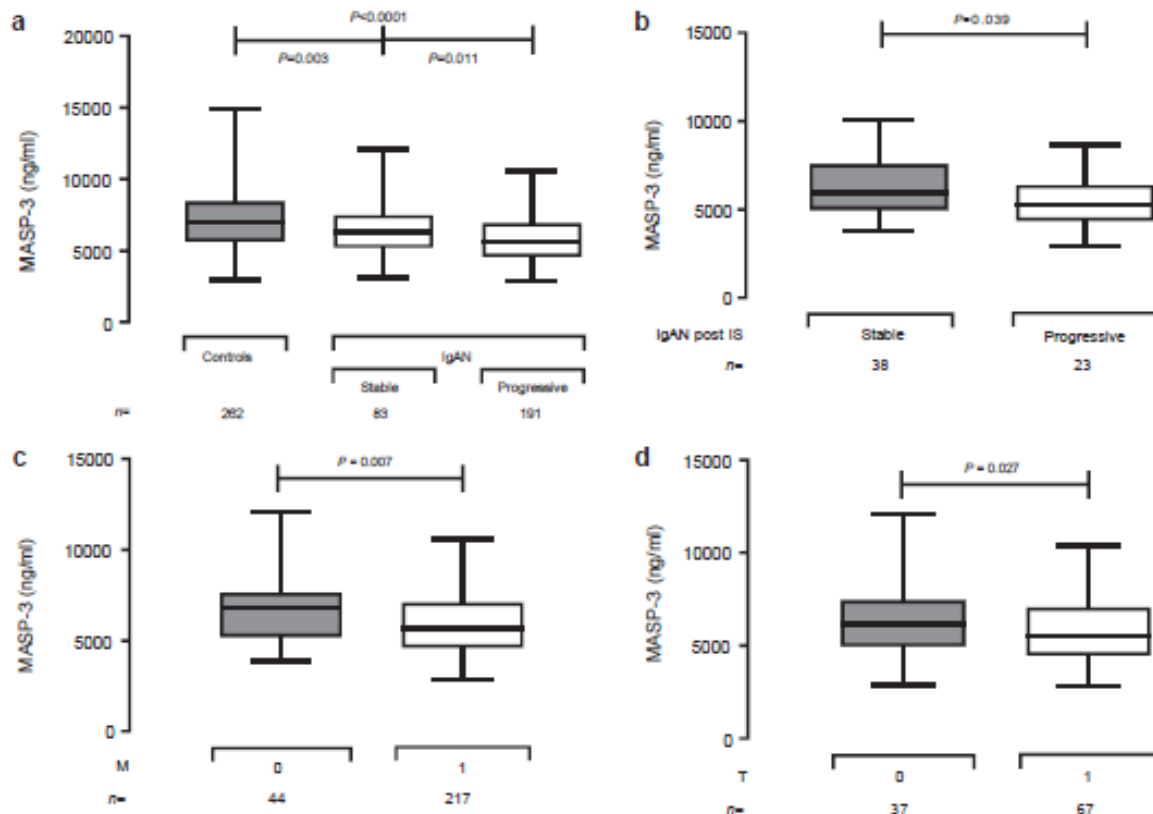 a
P<0.0001
P=0.003
P=0.011
MASP-3 (ng/ml)
20000
15000
10000
5000
0
Controls
IgAN
Stable
Progressive
n=
262
83
191
b
P=0.039
MASP-3 (ng/ml)
15000
10000
5000
0
IgAN post IS
Stable
Progressive
n=
38
23
c
P = 0.007
MASP-3 (ng/ml)
15000
10000
5000
0
M
0
1
n=
44
217
d
P = 0.027
MASP-3 (ng/ml)
15000
10000
5000
0
T
0
1
n=
37
67